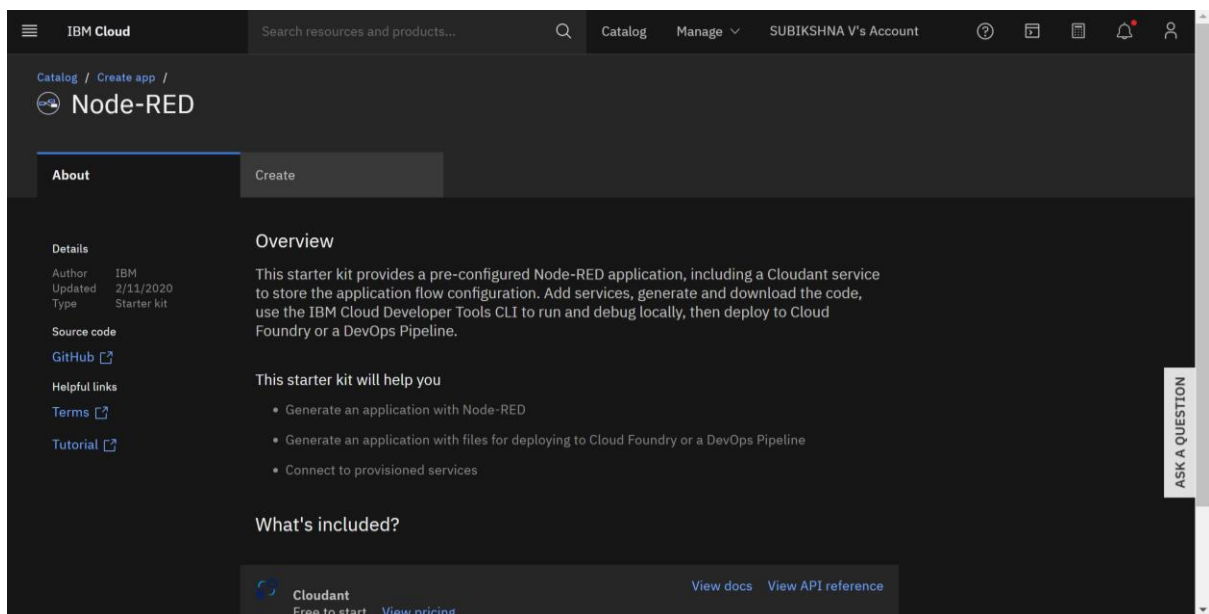 IBM Cloud
Search resources and products...
Catalog
Manage
SUBIKSHNA V's Account
Catalog / Create app /
Node-RED
About
Create
Details
Author IBM
Updated 2/11/2020
Type Starter kit
Source code
GitHub
Helpful links
Terms
Tutorial
Overview
This starter kit provides a pre-configured Node-RED application, including a Cloudant service
to store the application flow configuration. Add services, generate and download the code,
use the IBM Cloud Developer Tools CLI to run and debug locally, then deploy to Cloud
Foundry or a DevOps Pipeline.
This starter kit will help you
• Generate an application with Node-RED
• Generate an application with files for deploying to Cloud Foundry or a DevOps Pipeline
• Connect to provisioned services
What's included?
Cloudant
View docs View API reference
Free to start View pricing
ASK A QUESTION